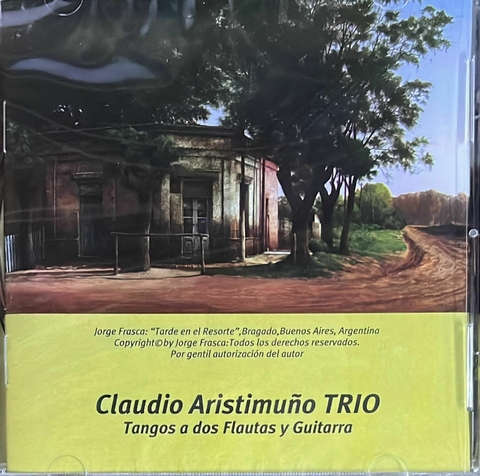 Jorge Frasca: "Tarde en el Resorte",Bragado,Buenos Aires, Argentina
Copyright©by Jorge Frasca:Todos los derechos reservados.
Por gentil autorización del autor
Claudio Aristimuño TRIO
Tangos a dos Flautas y Guitarra